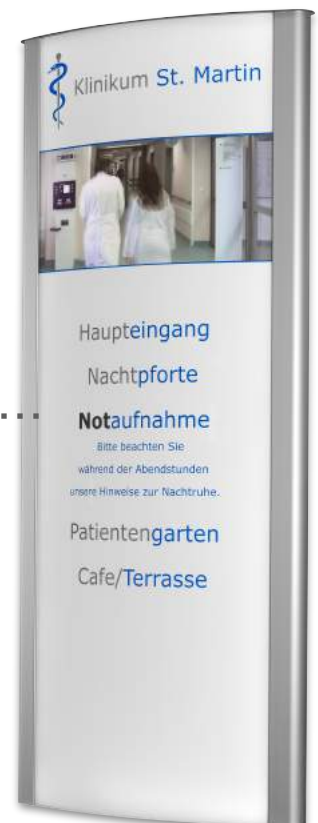 Klinikum St. Martin
Haupteingang
Nachtpforte
Notaufnahme
Bitte beachten Sie
während der Abendstunden
unsere Hinweise zur Nachtruhe.
Patientengarten
Cafe/Terrasse